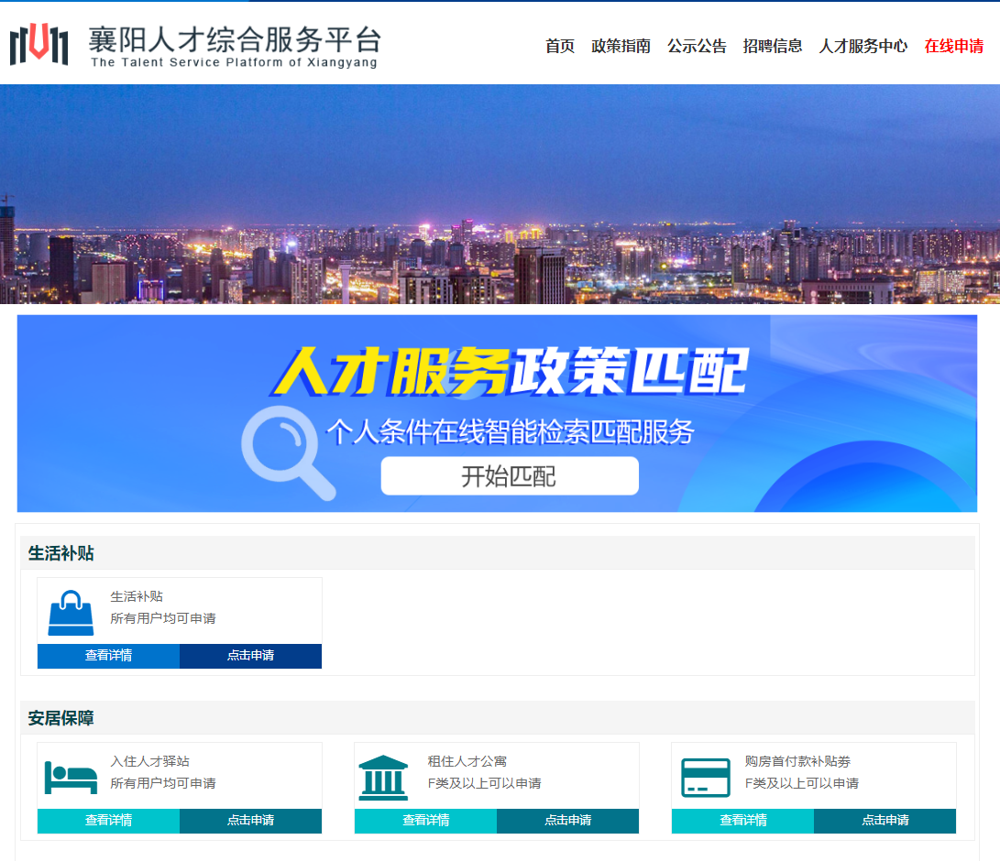 襄阳人才综合服务平台
The Talent Service Platform of Xiangyang
首页 政策指南 公示公告 招聘信息 人才服务中心 在线申请
人才服务政策匹配
个人条件在线智能检索匹配服务
开始匹配
生活补贴
生活补贴
所有用户均可申请
查看详情 点击申请
安居保障
入住人才驿站
所有用户均可申请
查看详情 点击申请
租住人才公寓
F类及以上可以申请
查看详情 点击申请
购房首付款补贴券
F类及以上可以申请
查看详情 点击申请